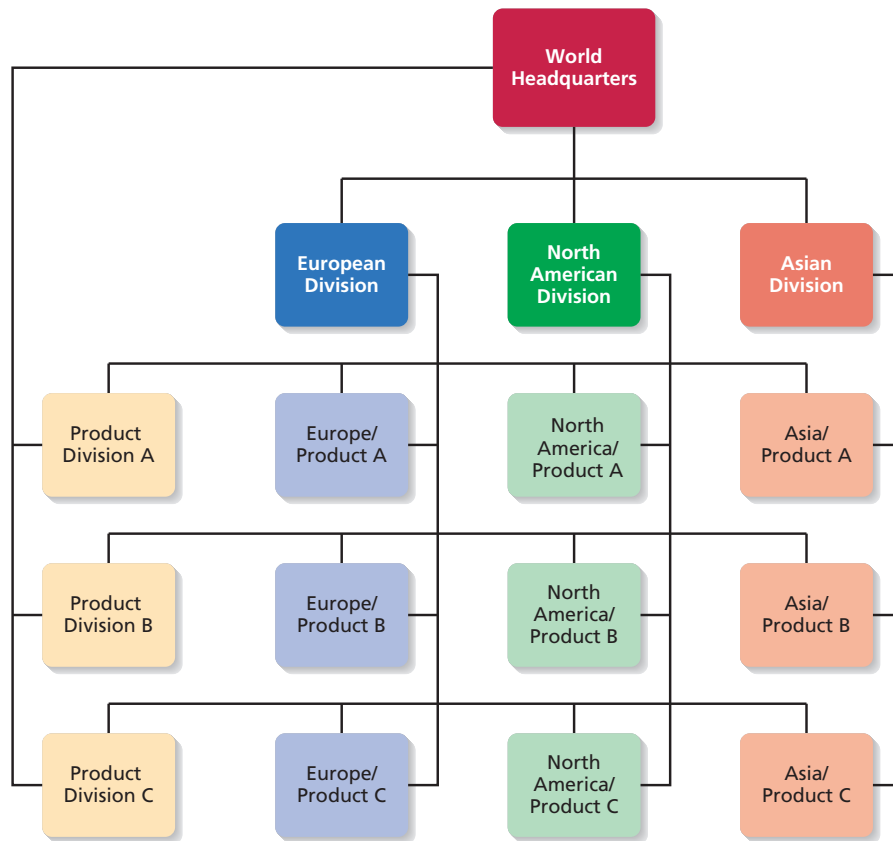 World
Headquarters
European
Division
North
American
Division
Asian
Division
Product
Division A
Europe/
Product A
North
America/
Product A
Asia/
Product A
Product
Division B
Europe/
Product B
North
America/
Product B
Asia/
Product B
Product
Division C
Europe/
Product C
North
America/
Product C
Asia/
Product C